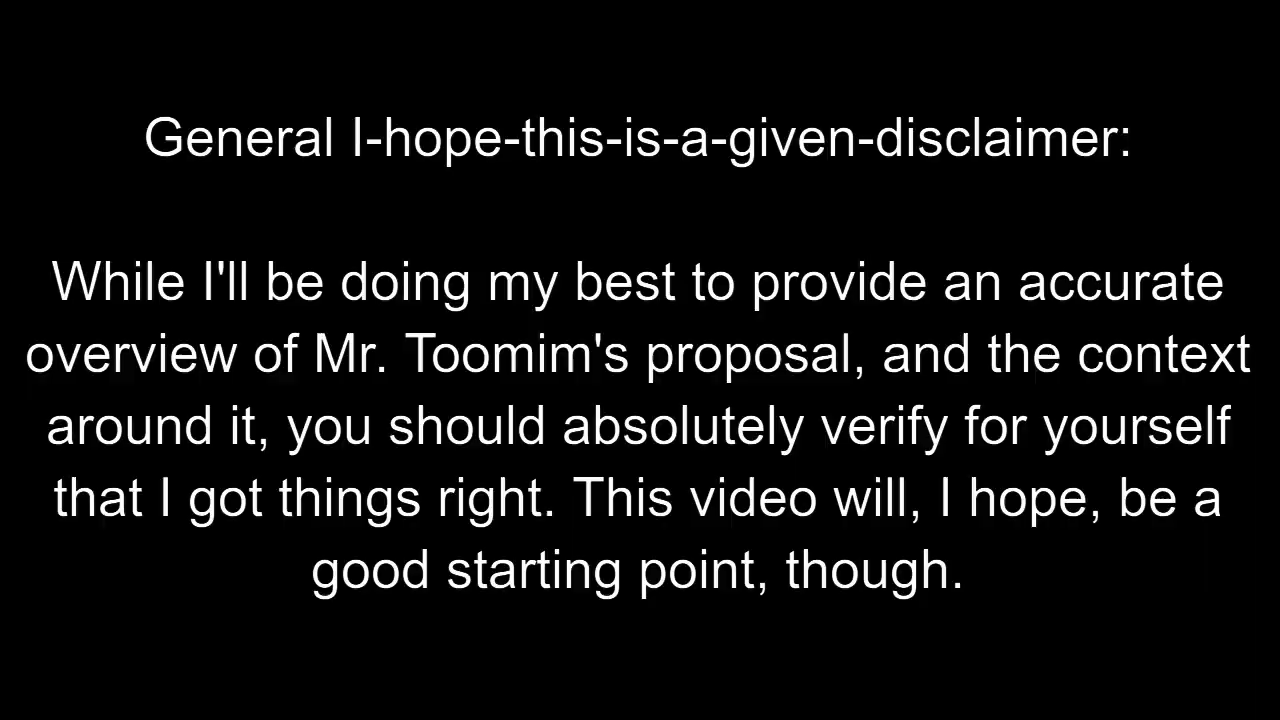 General I-hope-this-is-a-given-disclaimer:
While I'll be doing my best to provide an accurate
overview of Mr. Toomim's proposal, and the context
around it, you should absolutely verify for yourself
that I got things right. This video will, I hope, be a
good starting point, though.